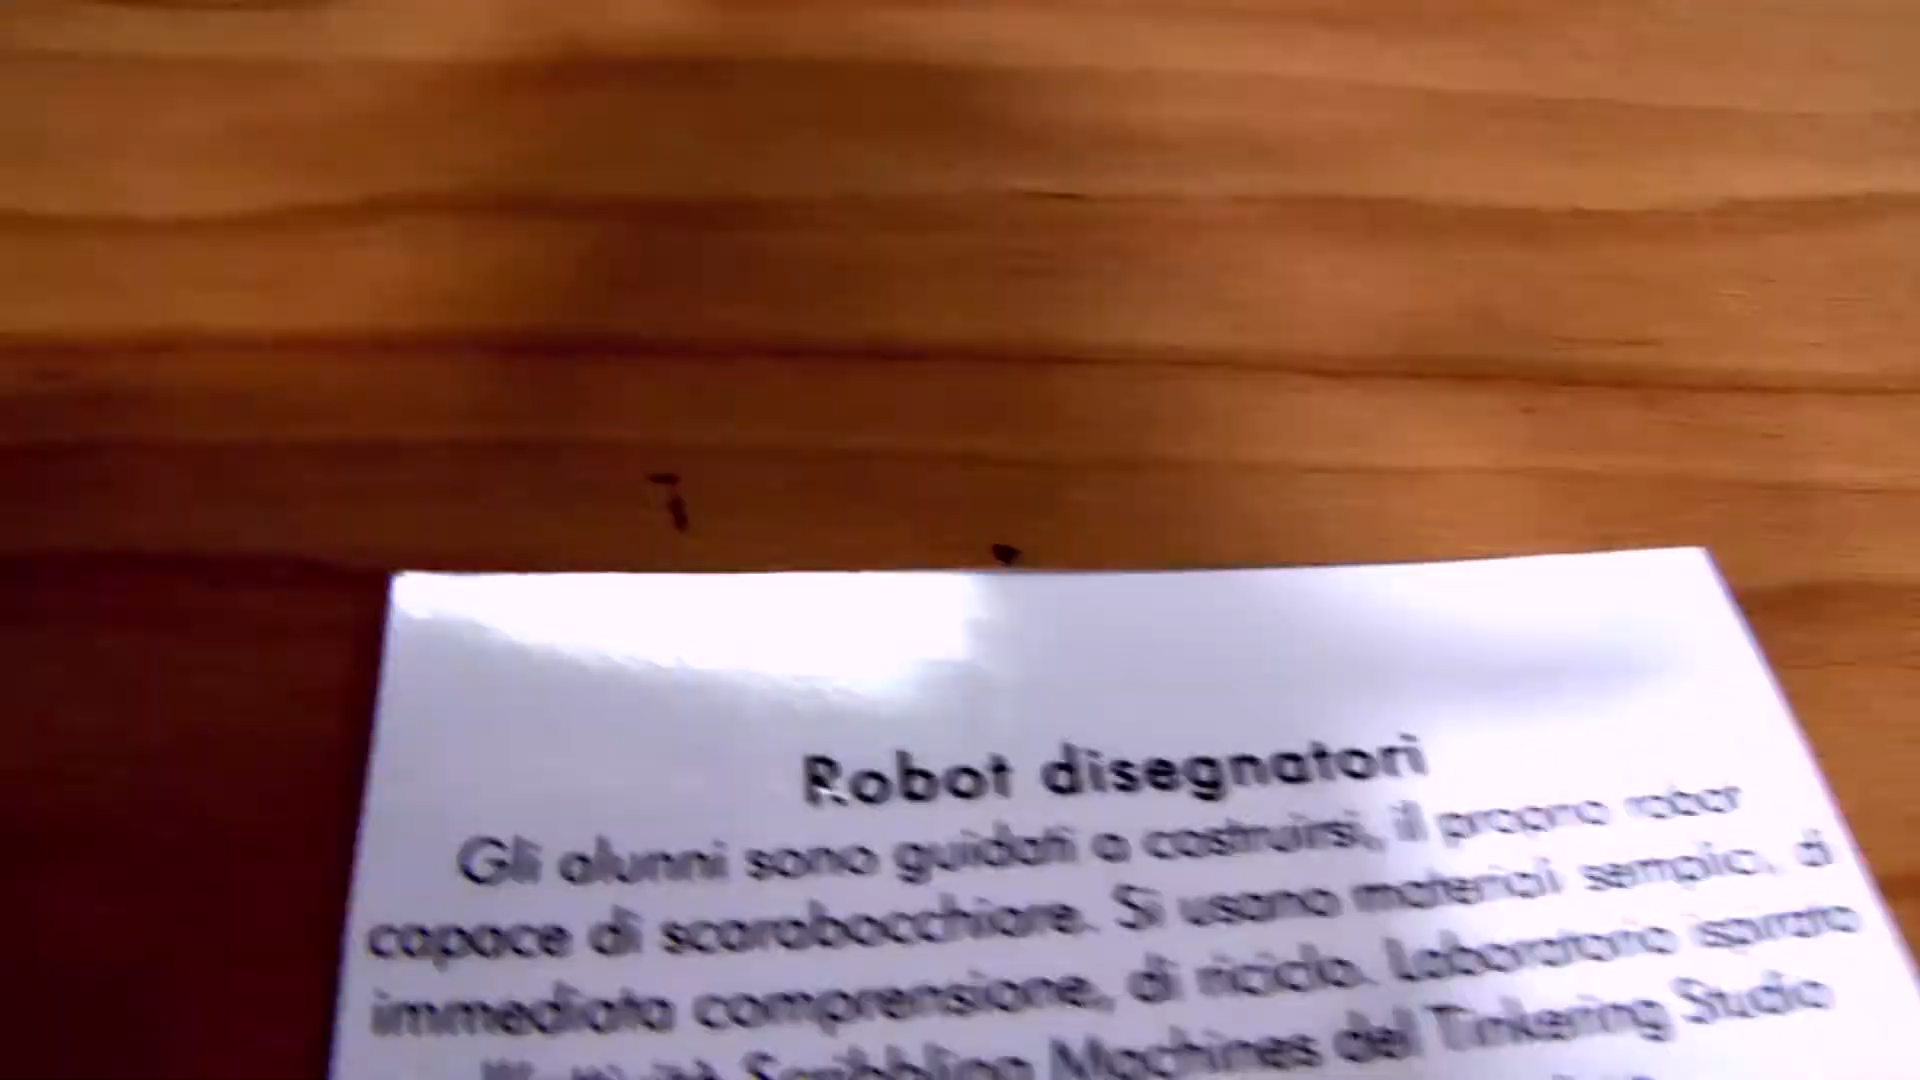 Robot disegnatori
Gli alunni sono guidati a costruirsi, il proprio robot
capace di scarabocchiare. Si usano materiali semplici, di
immediata comprensione, di riciclo. Laboratorio ispirato
Scribbling Machines del Tinkering Studio